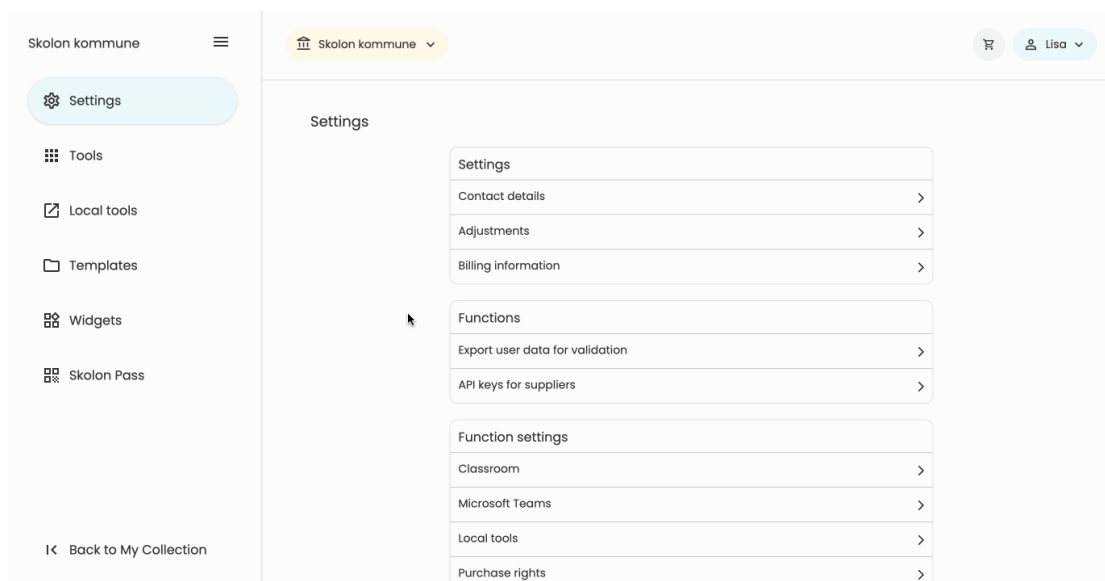 Skolon kommune
Settings
Tools
Local tools
Templates
Widgets
Skolon Pass
Back to My Collection
Skolon kommune
Lisa
Settings
Settings
Contact details
Adjustments
Billing information
Functions
Export user data for validation
API keys for suppliers
Function settings
Classroom
Microsoft Teams
Local tools
Purchase rights